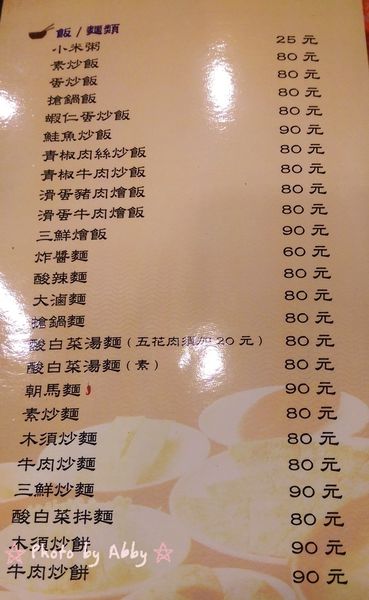 飯/麵類
小米粥 25元
素炒飯 80元
蛋炒飯 80元
搶鍋飯 80元
蝦仁蛋炒飯 80元
鮭魚炒飯 90元
青椒肉絲炒飯 80元
青椒牛肉炒飯 80元
滑蛋豬肉燴飯 80元
滑蛋牛肉燴飯 80元
三鮮燴飯 90元
炸醬麵 60元
酸辣麵 80元
大滷麵 80元
搶鍋麵 80元
酸白菜湯麵(五花肉須加20元) 80元
酸白菜湯麵(素) 80元
朝馬麵 90元
素炒麵 80元
木須炒麵 80元
牛肉炒麵 80元
三鮮炒麵 90元
酸白菜拌麵 80元
木須炒餅 90元
☆ Photo by Abby ☆
牛肉炒餅 90元